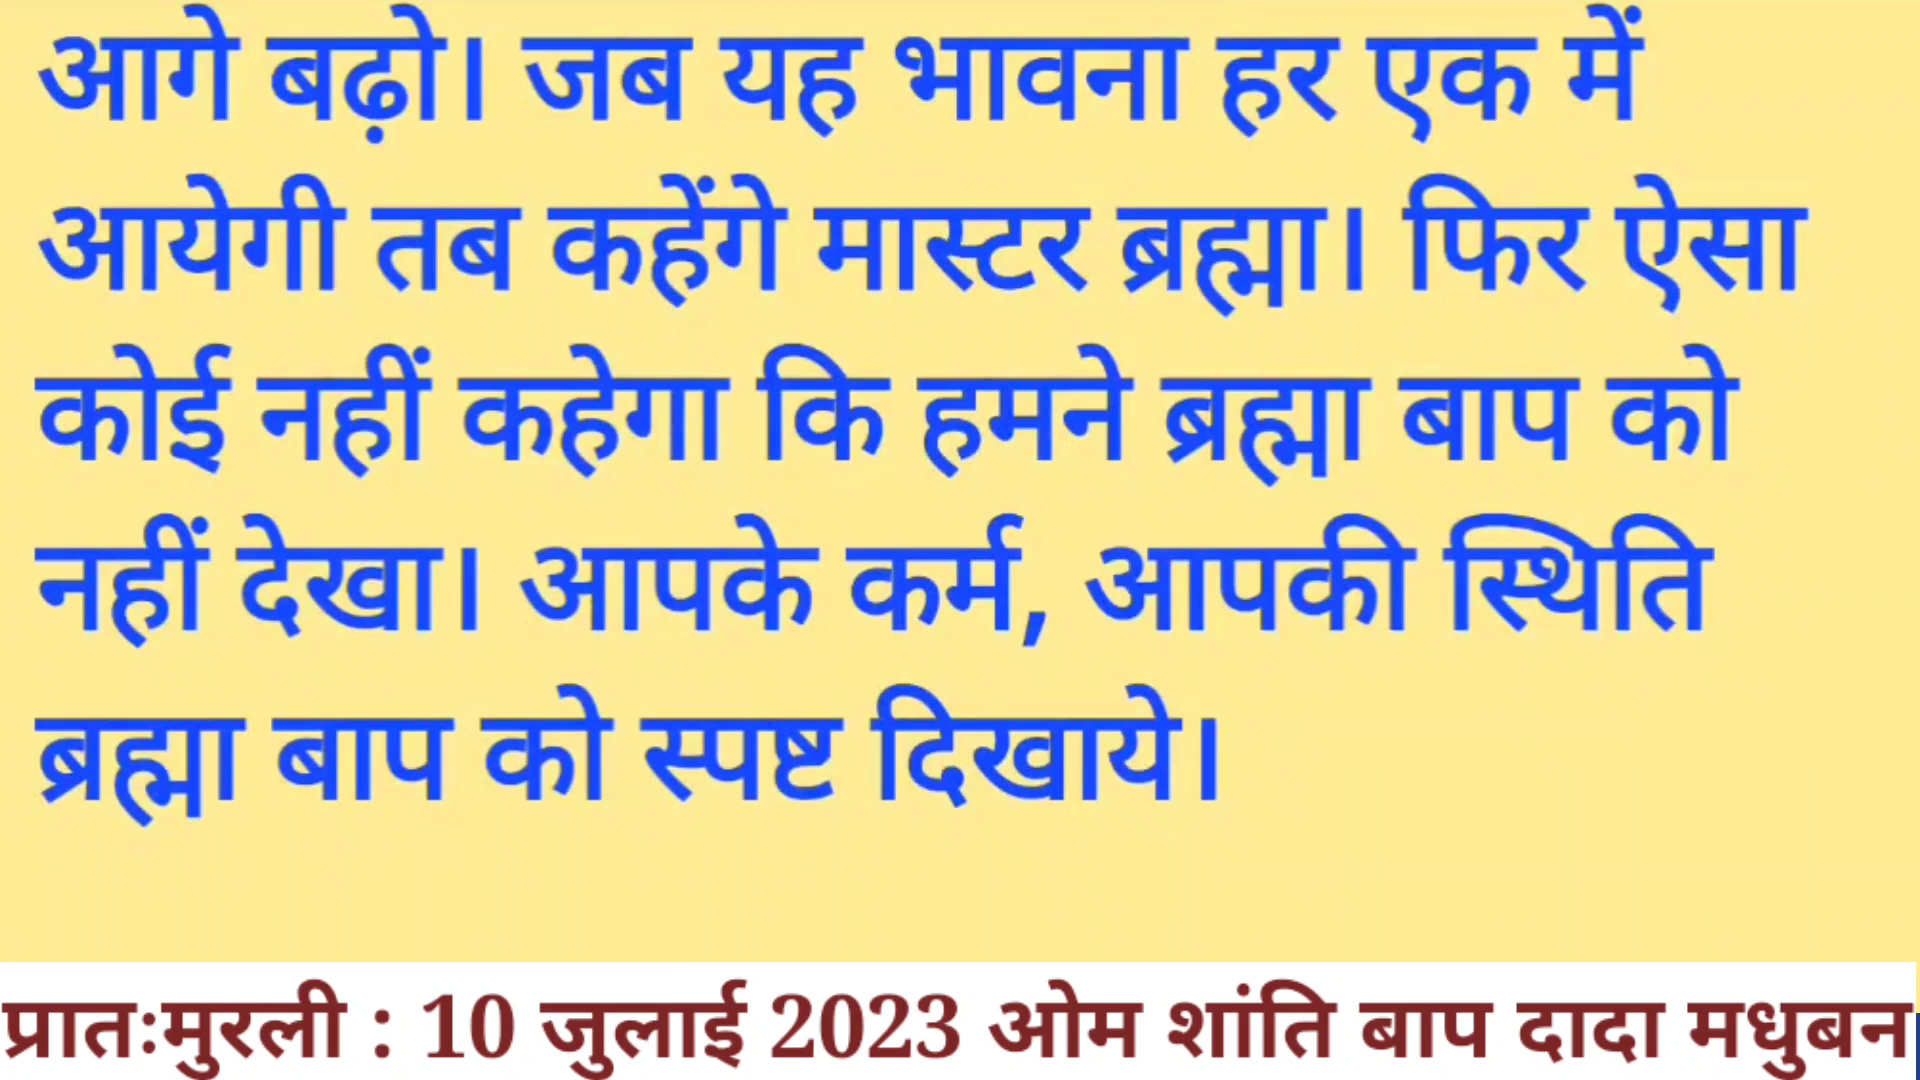 आगे बढ़ो। जब यह भावना हर एक में
आयेगी तब कहेंगे मास्टर ब्रह्मा। फिर ऐसा
कोई नहीं कहेगा कि हमने ब्रह्मा बाप को
नहीं देखा। आपके कर्म, आपकी स्थिति
ब्रह्मा बाप को स्पष्ट दिखाये।
प्रातःमुरली : 10 जुलाई 2023 ओम शांति बाप दादा मधुबन